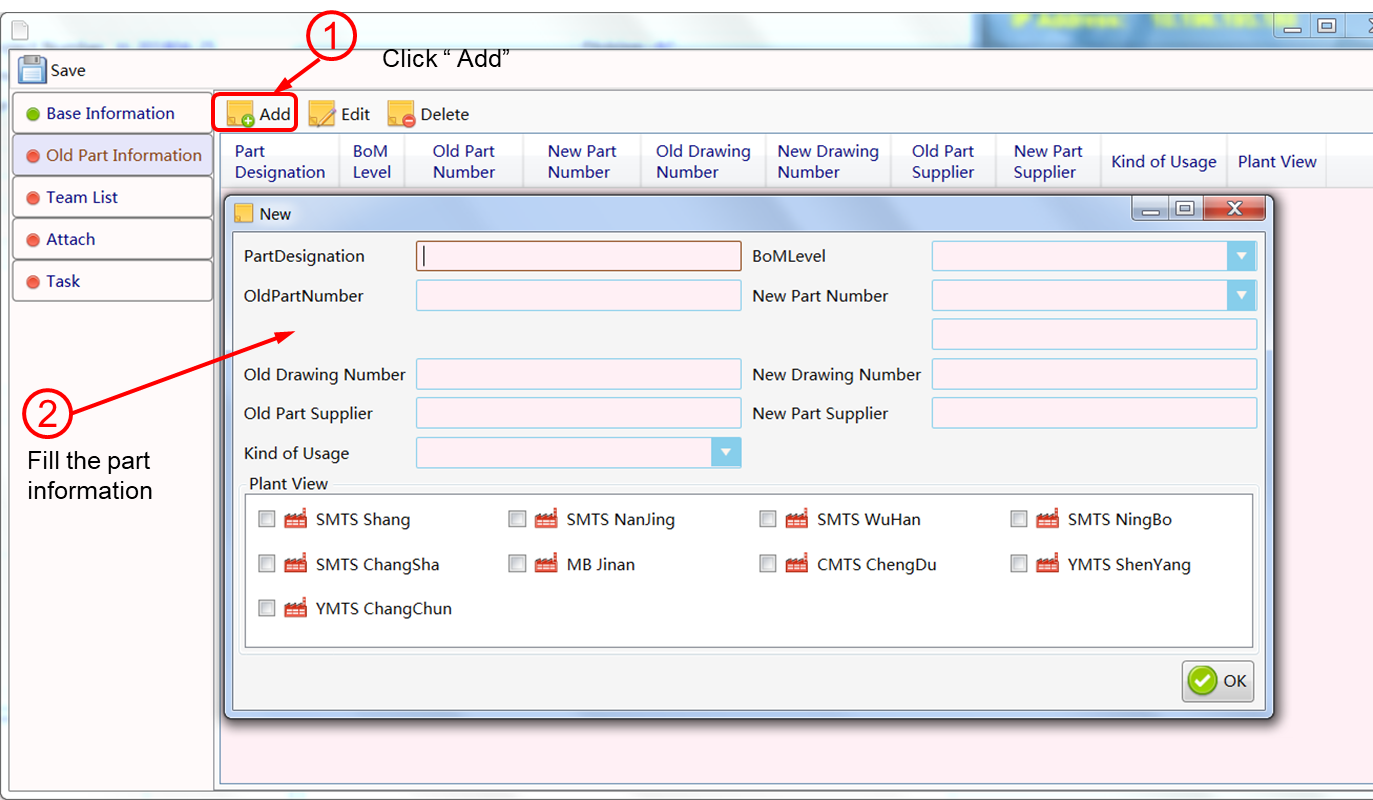 1
Click “ Add”
Save
Base Information
Old Part Information
Team List
Attach
Task
Add Edit Delete
Part Designation
BoM Level
Old Part Number
New Part Number
Old Drawing Number
New Drawing Number
Old Part Supplier
New Part Supplier
Kind of Usage
Plant View
New
PartDesignation BoMLevel
OldPartNumber New Part Number
Old Drawing Number New Drawing Number
Old Part Supplier New Part Supplier
Kind of Usage
Plant View
SMTS Shang SMTS NanJing SMTS WuHan SMTS NingBo
SMTS ChangSha MB Jinan CMTS ChengDu YMTS ShenYang
YMTS ChangChun
OK
2
Fill the part
information